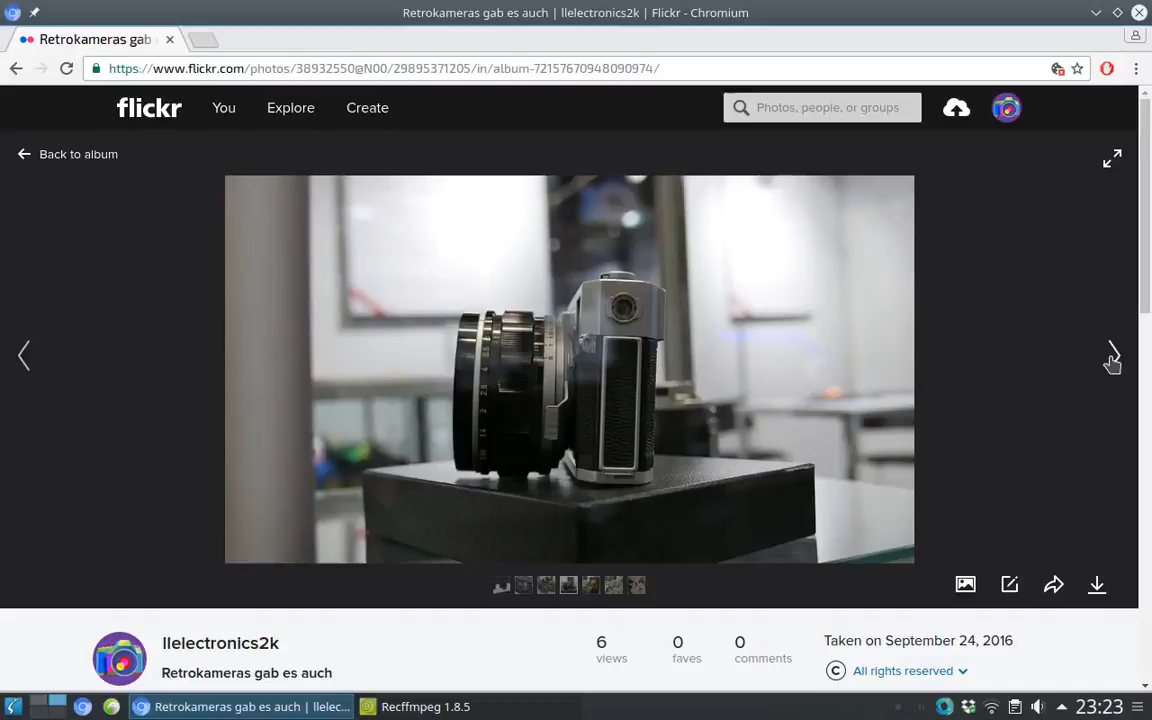 Retrokameras gab es auch | llelectronics2k | Flickr - Chromium
Retrokameras gab
https://www.flickr.com/photos/38932550@N00/29895371205/in/album-72157670948090974/
flickr You Explore Create Photos, people, or groups
Back to album
llelectronics2k
Retrokameras gab es auch
6 views
0 faves
0 comments
Taken on September 24, 2016
All rights reserved
Retrokameras gab es auch | llelec...
Recffmpeg 1.8.5
23:23